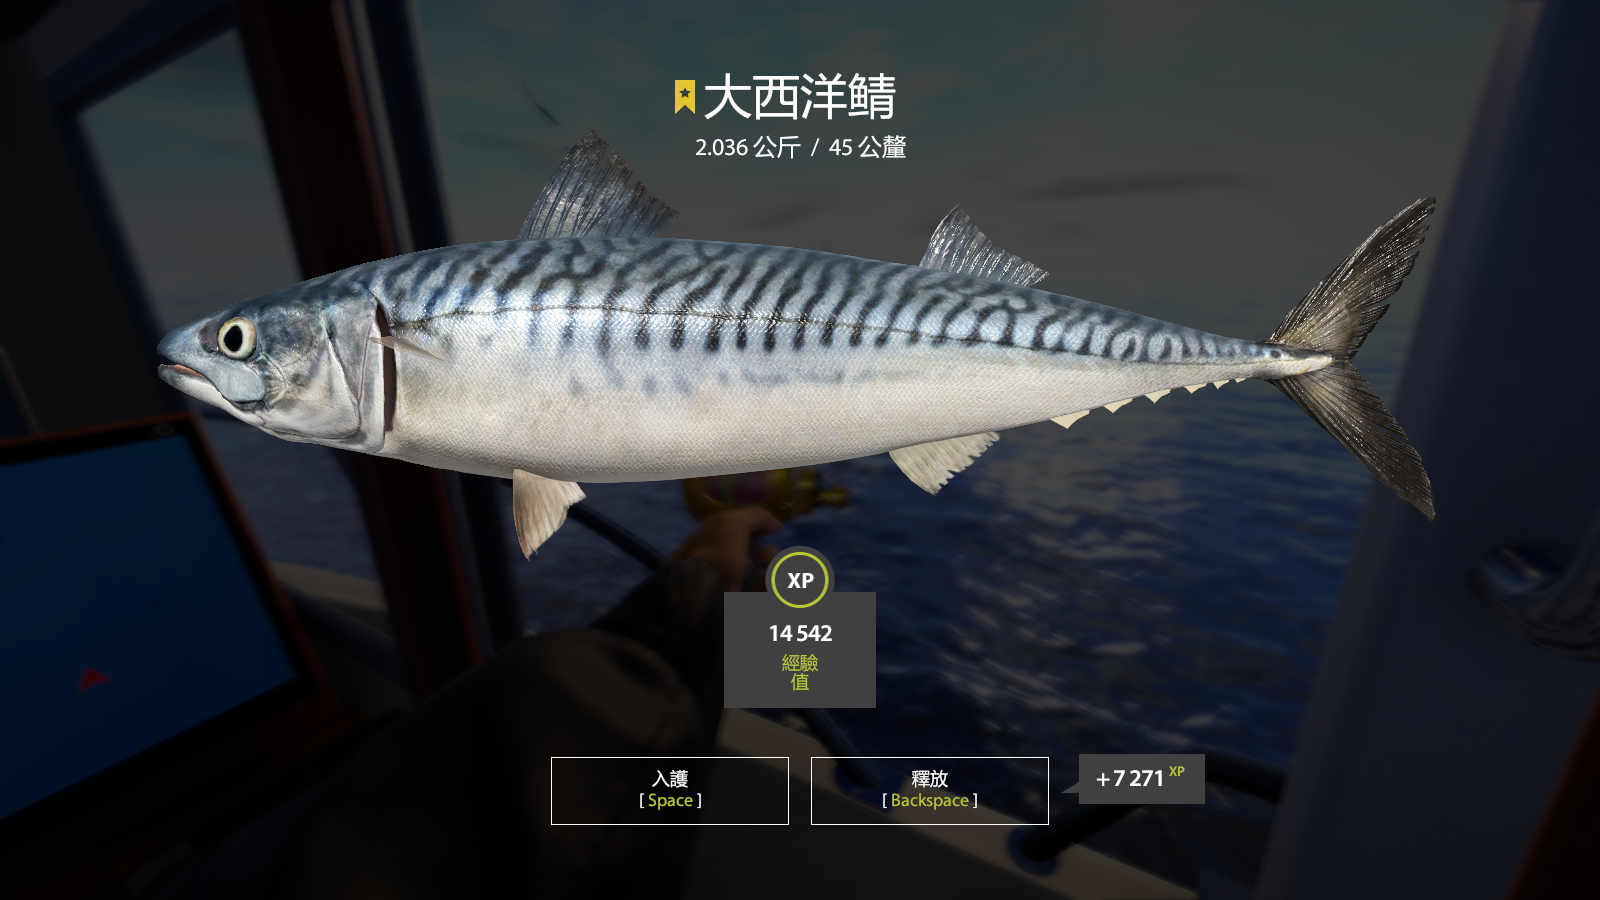 大西洋鯖
2.036 公斤 / 45 公釐
XP
14 542
經驗
值
入護
[ Space ]
釋放
[ Backspace ]
+7 271 XP